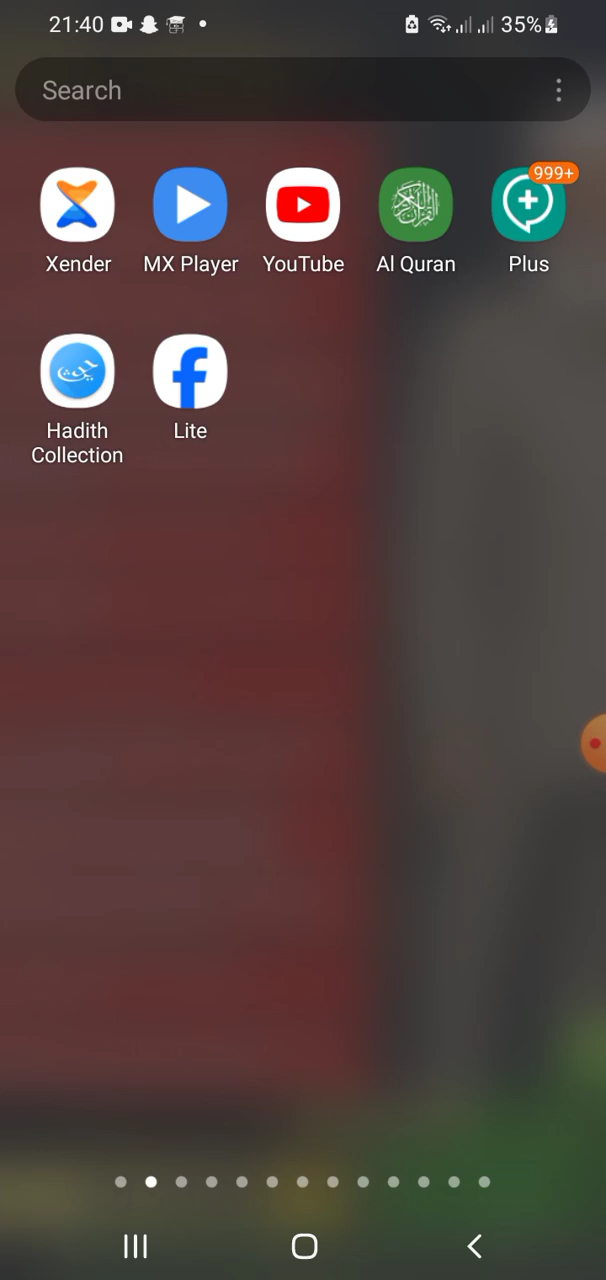 21:40 35%
Search
999+
Xender MX Player YouTube Al Quran Plus
Hadith Collection Lite